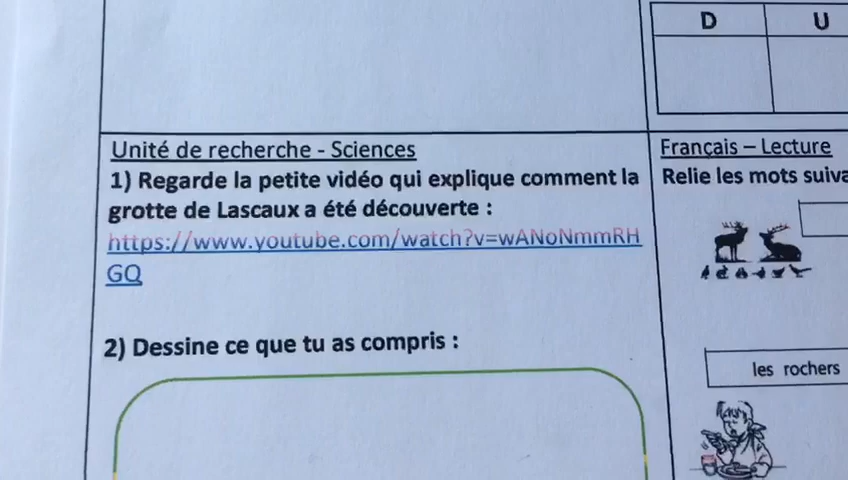 D U
Unité de recherche - Sciences
1) Regarde la petite vidéo qui explique comment la
grotte de Lascaux a été découverte :
https://www.youtube.com/watch?v=wANoNmmRH
GQ
2) Dessine ce que tu as compris :
Français – Lecture
Relie les mots suiva
les rochers